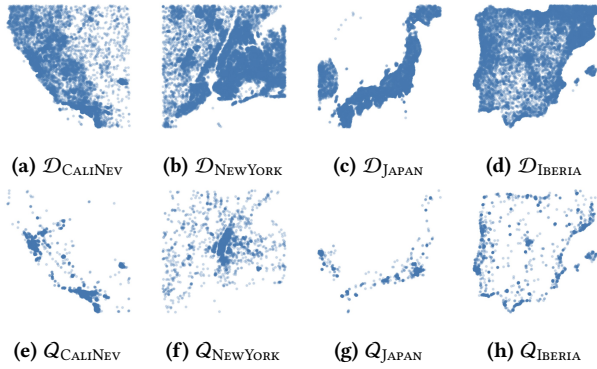 (a) 𝒟CaliNev (b) 𝒟NewYork (c) 𝒟Japan (d) 𝒟Iberia
(e) 𝒬CaliNev (f) 𝒬NewYork (g) 𝒬Japan (h) 𝒬Iberia